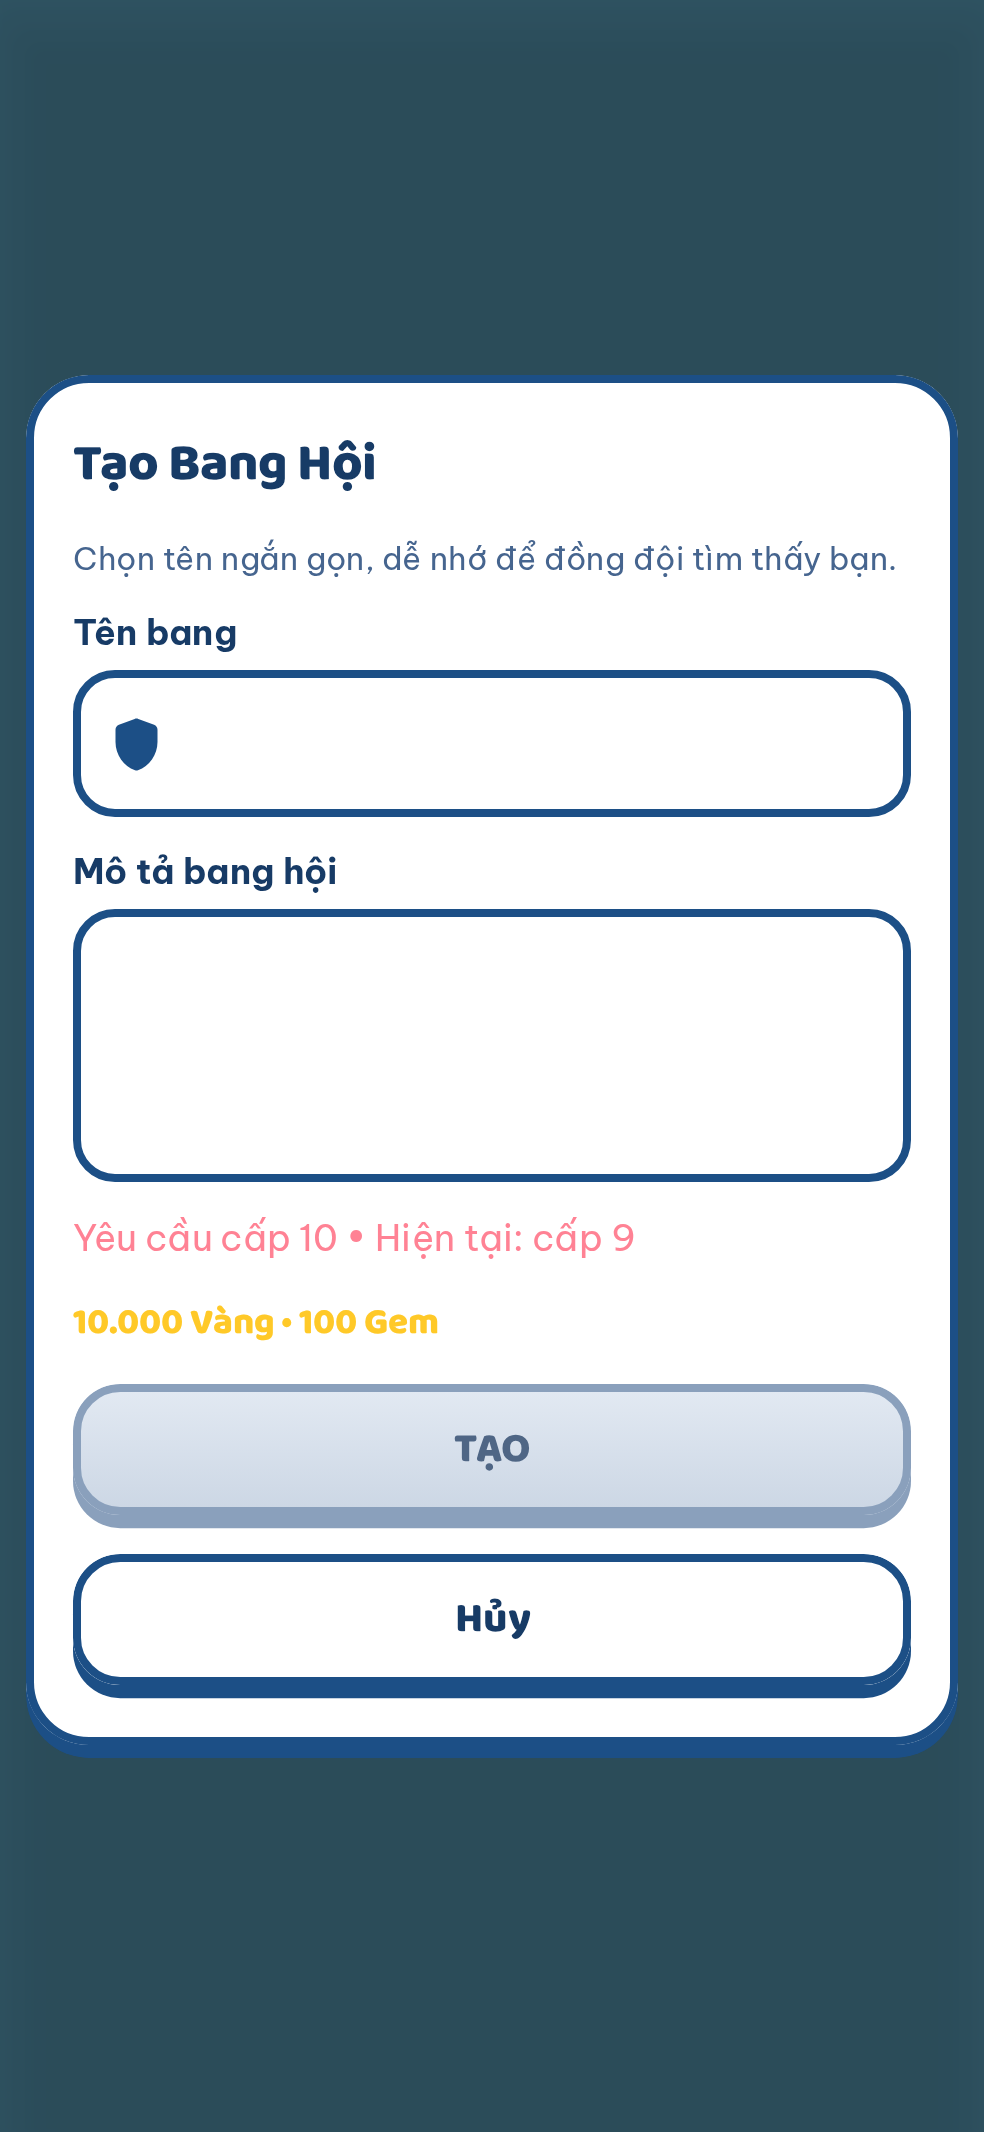 Tạo Bang Hội
Chọn tên ngắn gọn, dễ nhớ để đồng đội tìm thấy bạn.
Tên bang
Mô tả bang hội
Yêu cầu cấp 10 • Hiện tại: cấp 9
10.000 Vàng • 100 Gem
TẠO
Hủy